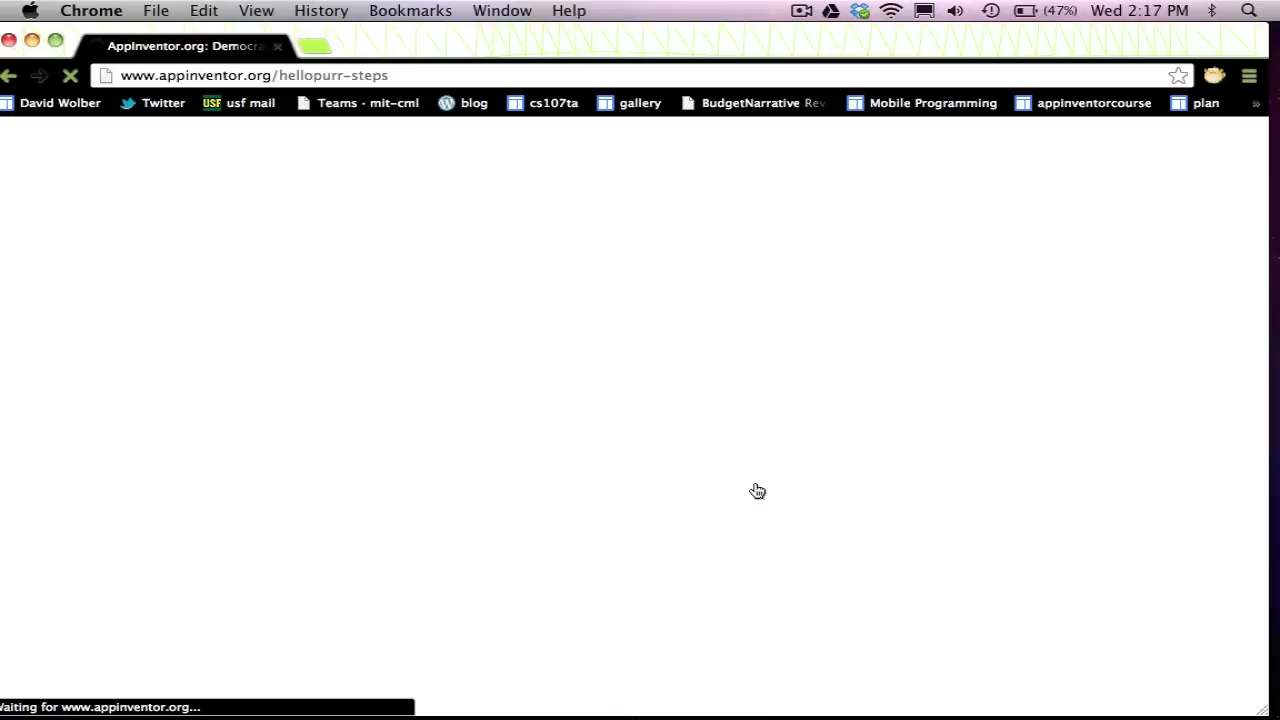 Chrome File Edit View History Bookmarks Window Help (47%) Wed 2:17 PM
AppInventor.org: Democra
www.appinventor.org/hellopurr-steps
David Wolber Twitter USF usf mail Teams · mit-cml blog cs107ta gallery BudgetNarrative Rev Mobile Programming appinventorcourse plan »
Waiting for www.appinventor.org...